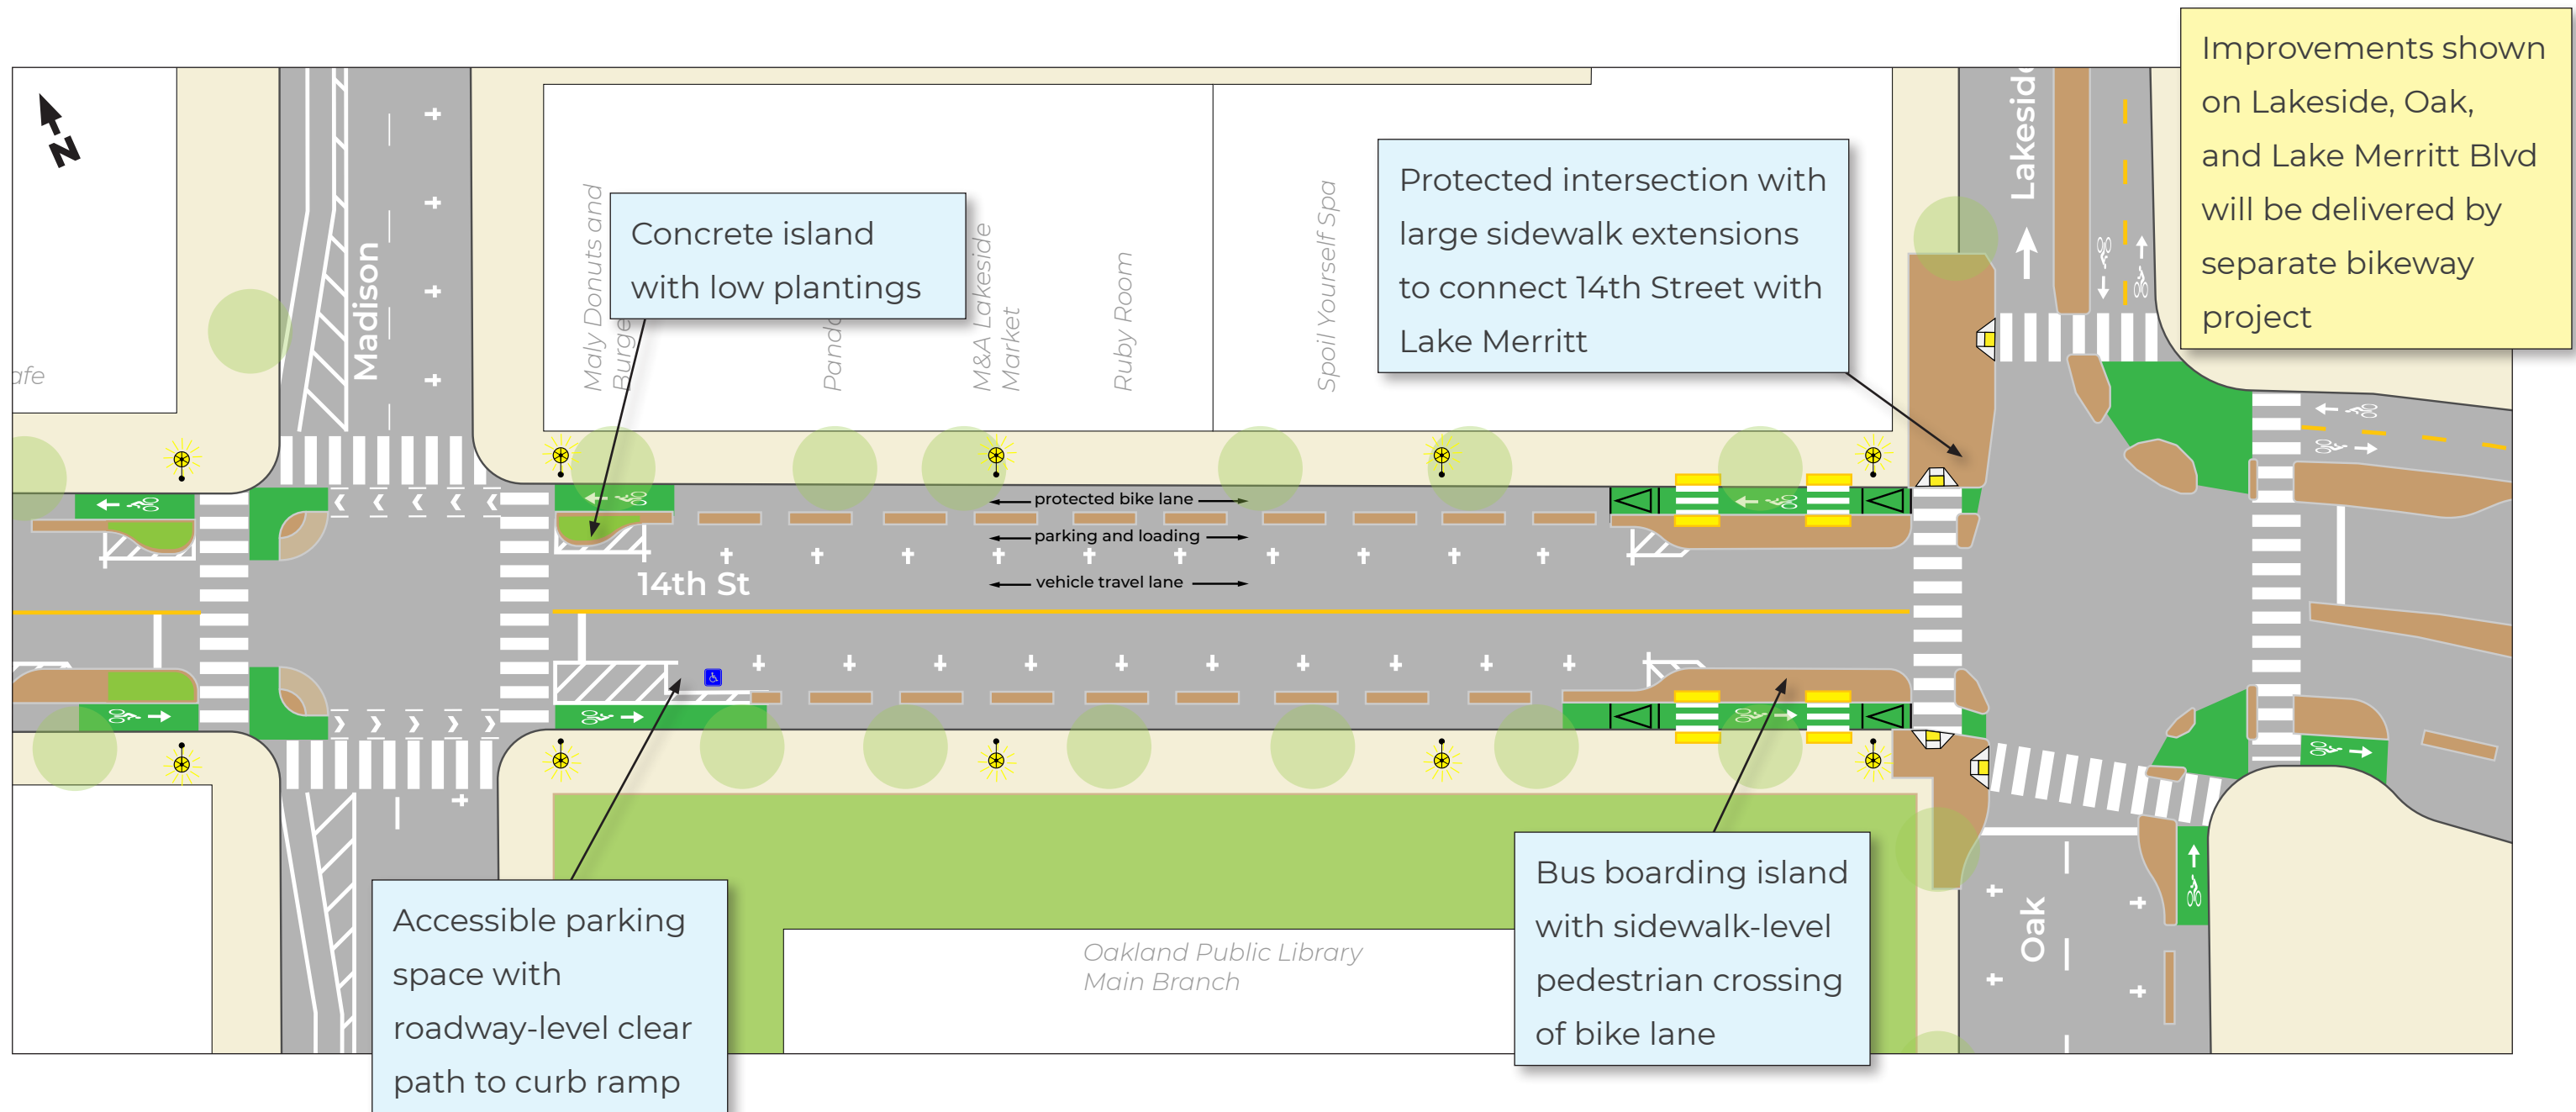 Improvements shown
on Lakeside, Oak,
and Lake Merritt Blvd
will be delivered by
separate bikeway
project
N
Lakeside
Protected intersection with
large sidewalk extensions
to connect 14th Street with
Lake Merritt
Concrete island
with low plantings
Madison
Maly Donuts and
M&A Lakeside
Market
Ruby Room
Spoil Yourself Spa
protected bike lane
parking and loading
vehicle travel lane
14th St
Accessible parking
space with
roadway-level clear
path to curb ramp
Oakland Public Library
Main Branch
Bus boarding island
with sidewalk-level
pedestrian crossing
of bike lane
Oak